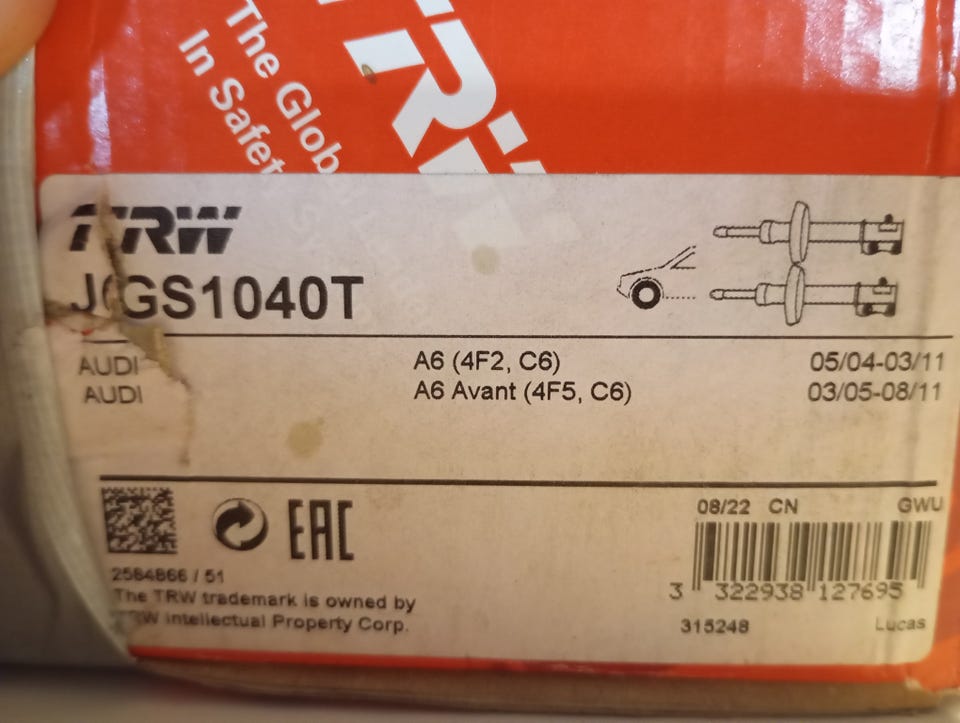 The Glob
In Safet
TRW
TRW
GS1040T
AUDI A6 (4F2, C6) 05/04-03/11
AUDI A6 Avant (4F5, C6) 03/05-08/11
08/22 CN GWU
EAC
2584866 / 51
The TRW trademark is owned by
TRW Intellectual Property Corp.
3 322938 127695
315248 Lucas